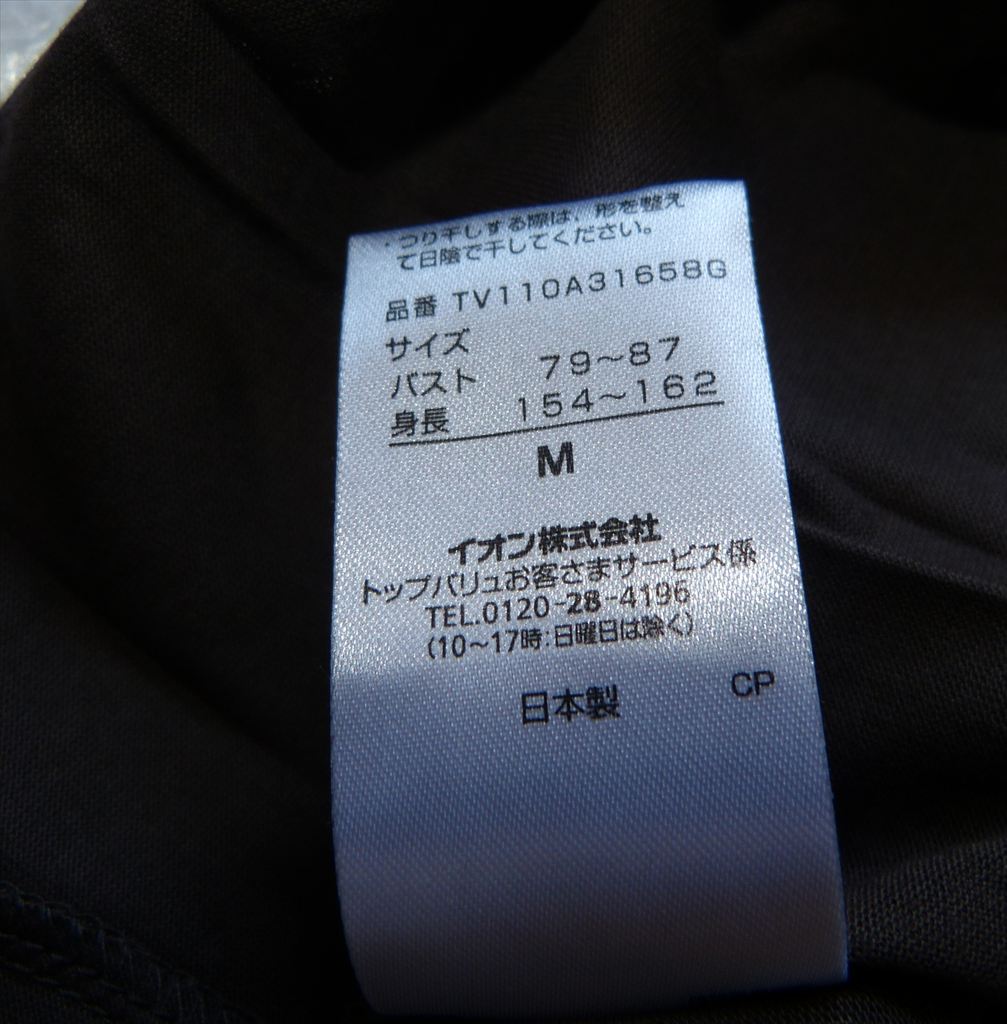 ・つり干しする際は、形を整え
て日陰で干してください。
品番 TV110A31658G
サイズ
バスト 79～87
身長 154～162
M
イオン株式会社
トップバリュお客さまサービス係
TEL.0120-28-4196
(10～17時:日曜日は除く)
日本製 CP